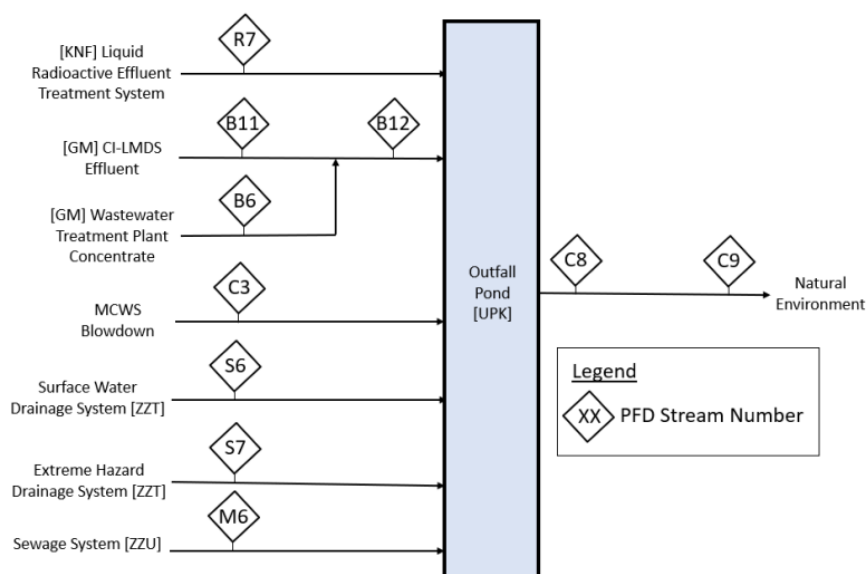 R7
[KNF] Liquid
Radioactive Effluent
Treatment System
B11
B12
[GM] CI-LMDS
Effluent
B6
[GM] Wastewater
Treatment Plant
Concentrate
C3
MCWS
Blowdown
S6
Surface Water
Drainage System [ZZT]
S7
Extreme Hazard
Drainage System [ZZT]
M6
Sewage System [ZZU]
Outfall
Pond
[UPK]
C8
C9
Natural
Environment
Legend
XX PFD Stream Number